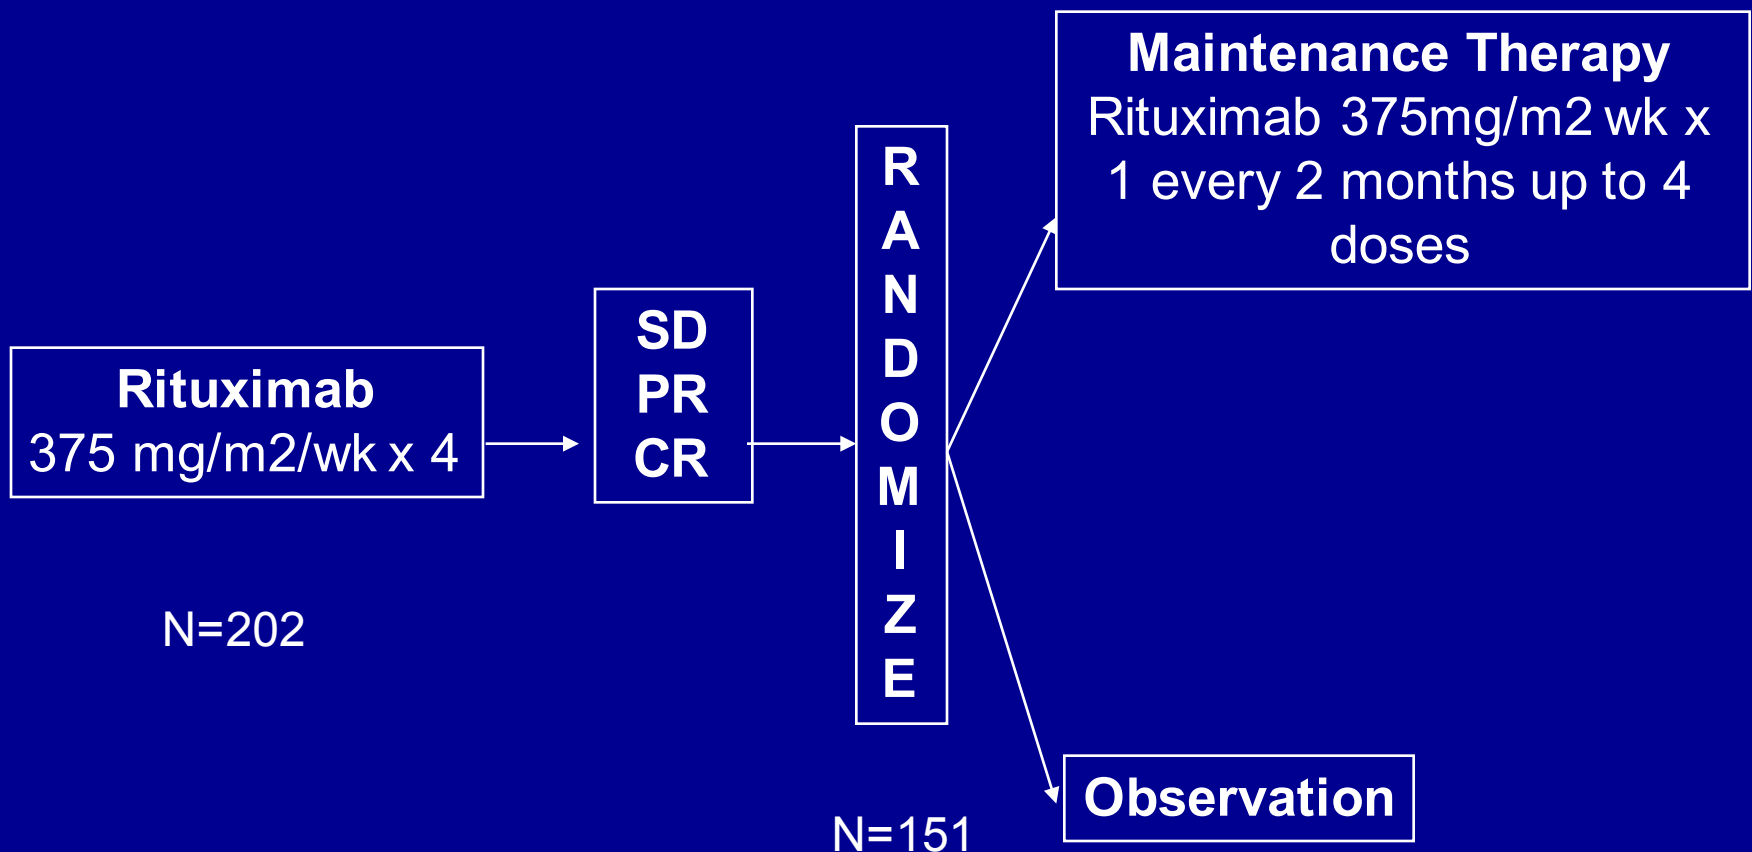 Rituximab
375 mg/m2/wk x 4
N=202
SD
PR
CR
R
A
N
D
O
M
I
Z
E
N=151
Maintenance Therapy
Rituximab 375mg/m2 wk x
1 every 2 months up to 4
doses
Observation